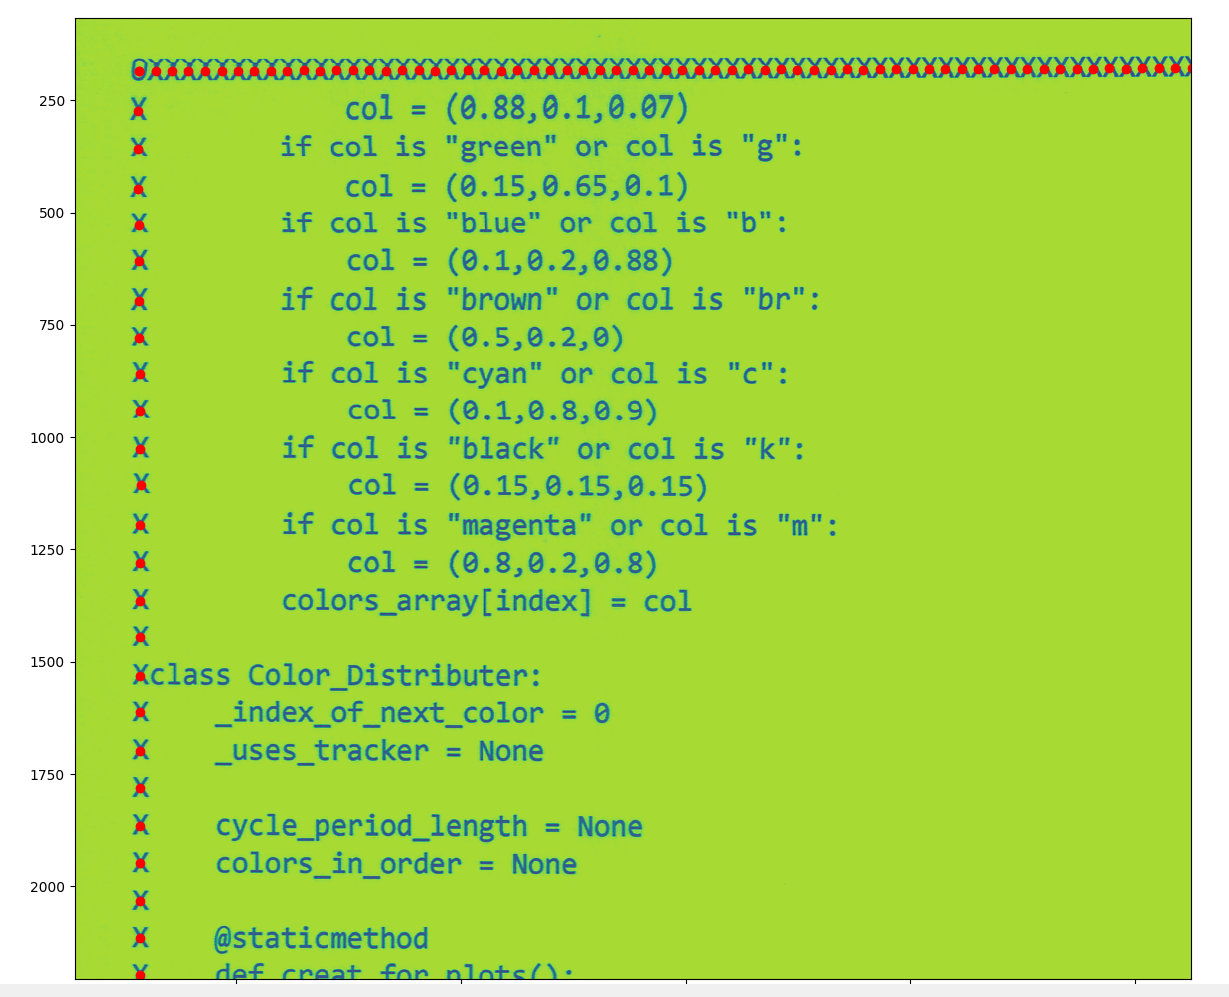 0XXXXXXXXXXXXXXXXXXXXXXXXXXXXXXXXXXXXXXXXXXXXXXXXXXXXXXXXXXXXXXXX
250 X            col = (0.88,0.1,0.07)
X        if col is "green" or col is "g":
X            col = (0.15,0.65,0.1)
500 X        if col is "blue" or col is "b":
X            col = (0.1,0.2,0.88)
X        if col is "brown" or col is "br":
750 X            col = (0.5,0.2,0)
X        if col is "cyan" or col is "c":
X            col = (0.1,0.8,0.9)
1000 X        if col is "black" or col is "k":
X            col = (0.15,0.15,0.15)
X        if col is "magenta" or col is "m":
1250 X            col = (0.8,0.2,0.8)
X        colors_array[index] = col
X
1500 Xclass Color_Distributer:
X    _index_of_next_color = 0
X    _uses_tracker = None
1750 X
X    cycle_period_length = None
X    colors_in_order = None
2000 X
X    @staticmethod
X    def creat for plots():